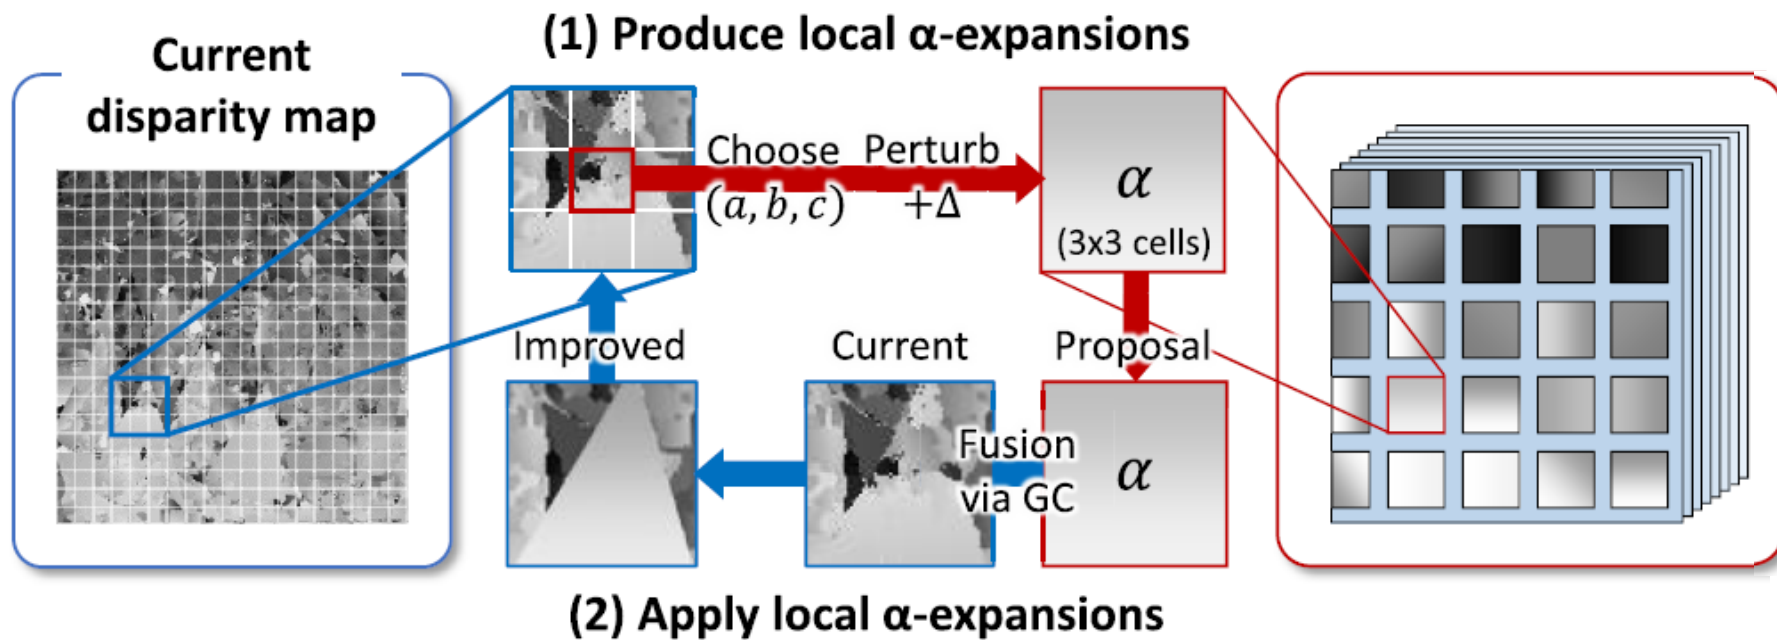 (1) Produce local α-expansions
Current
disparity map
Choose
(a, b, c)
Perturb
+Δ
α
(3x3 cells)
Improved
Current
Proposal
Fusion
via GC
α
(2) Apply local α-expansions